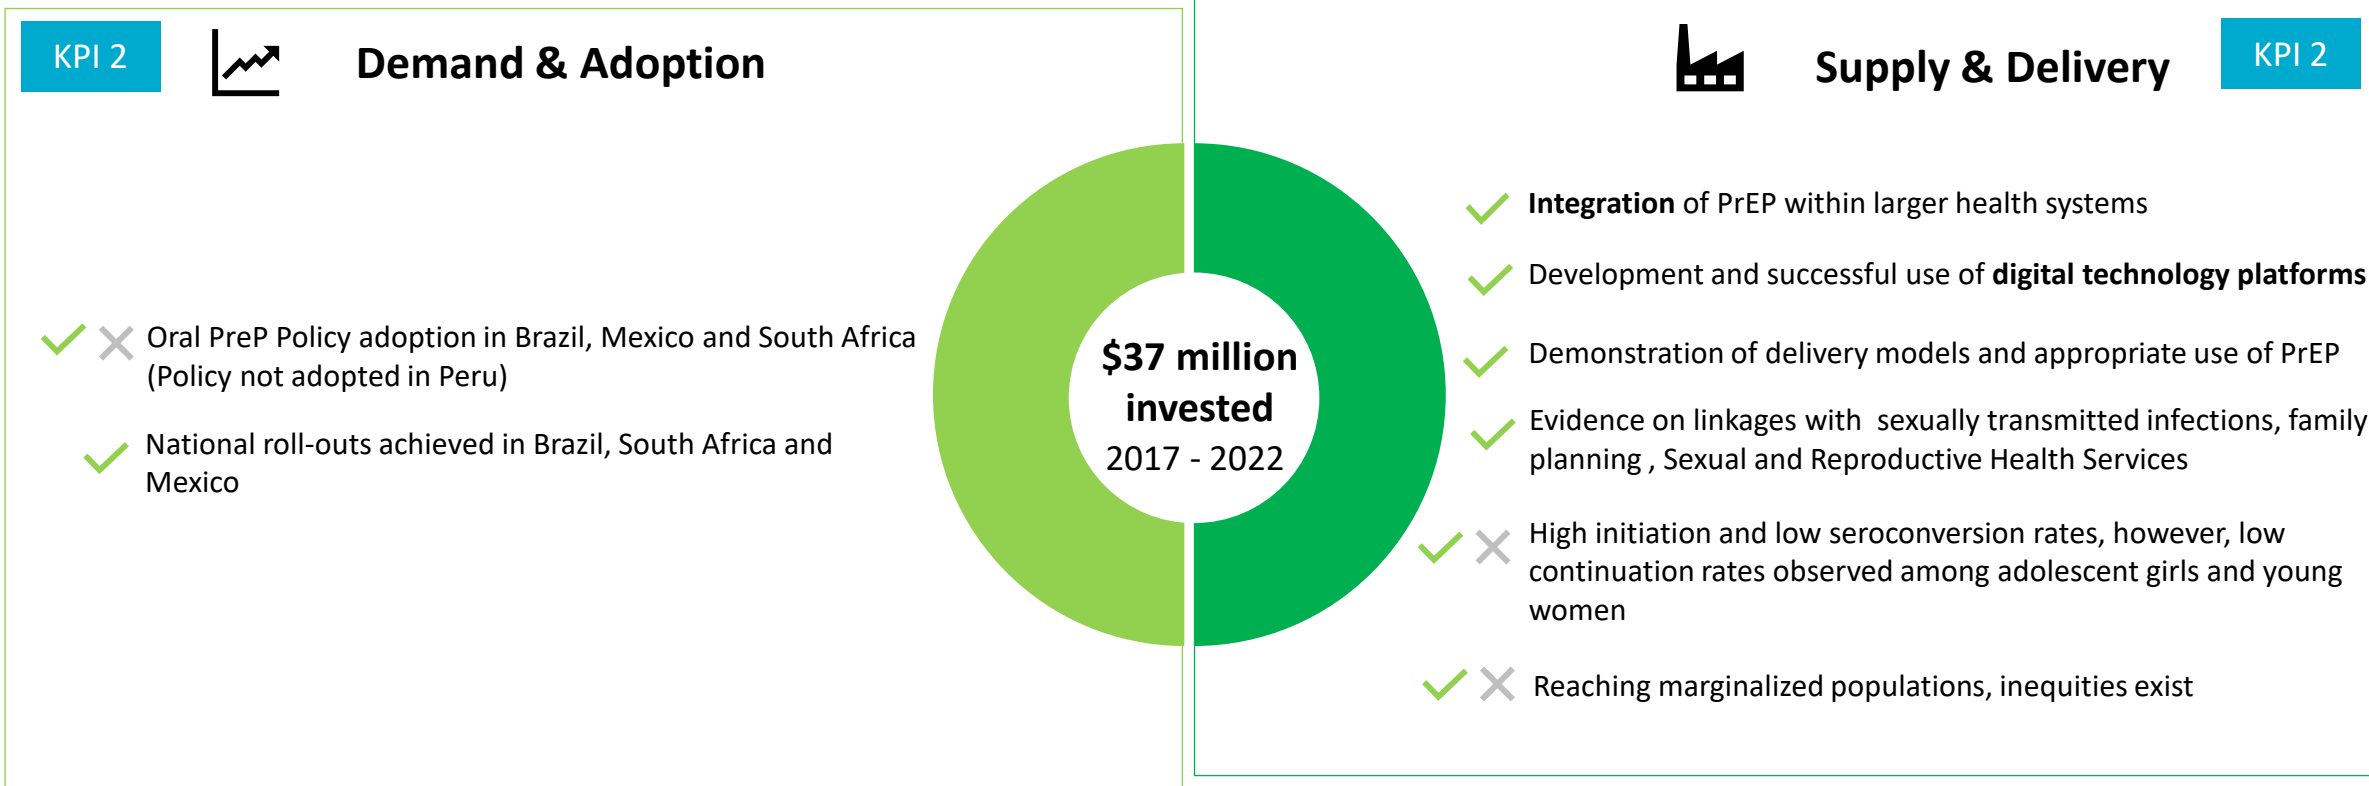 KPI 2
Demand & Adoption
Oral PreP Policy adoption in Brazil, Mexico and South Africa
(Policy not adopted in Peru)
National roll-outs achieved in Brazil, South Africa and
Mexico
$37 million
invested
2017 - 2022
Supply & Delivery
KPI 2
Integration of PrEP within larger health systems
Development and successful use of digital technology platforms
Demonstration of delivery models and appropriate use of PrEP
Evidence on linkages with  sexually transmitted infections, family
planning , Sexual and Reproductive Health Services
High initiation and low seroconversion rates, however, low
continuation rates observed among adolescent girls and young
women
Reaching marginalized populations, inequities exist